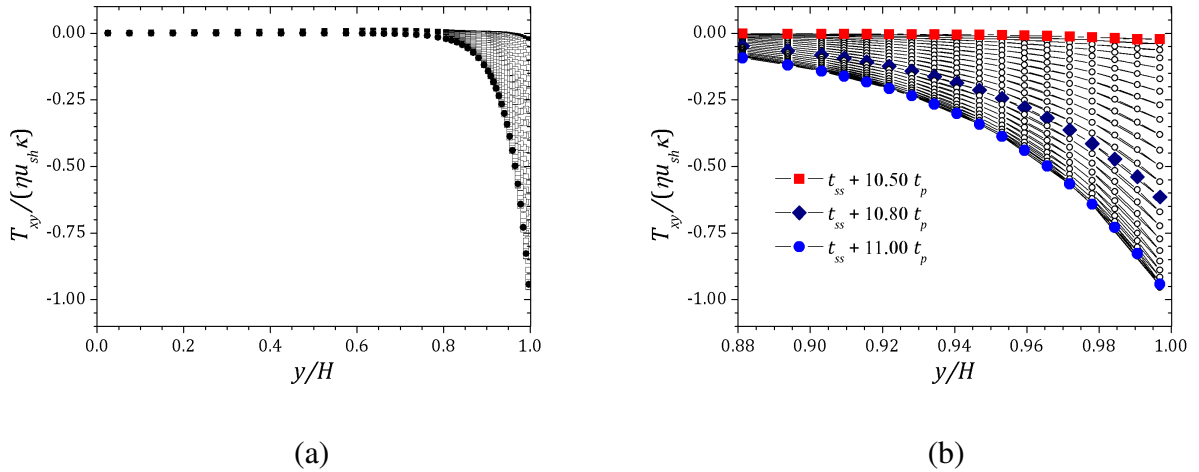 0.00
-0.25
-0.50
-0.75
-1.00
T_xy/(ηu_shκ)
0.0 0.2 0.4 0.6 0.8 1.0
y/H
(a)
0.00
-0.25
-0.50
-0.75
-1.00
T_xy/(ηu_shκ)
t_ss + 10.50 t_p
t_ss + 10.80 t_p
t_ss + 11.00 t_p
0.88 0.90 0.92 0.94 0.96 0.98 1.00
y/H
(b)